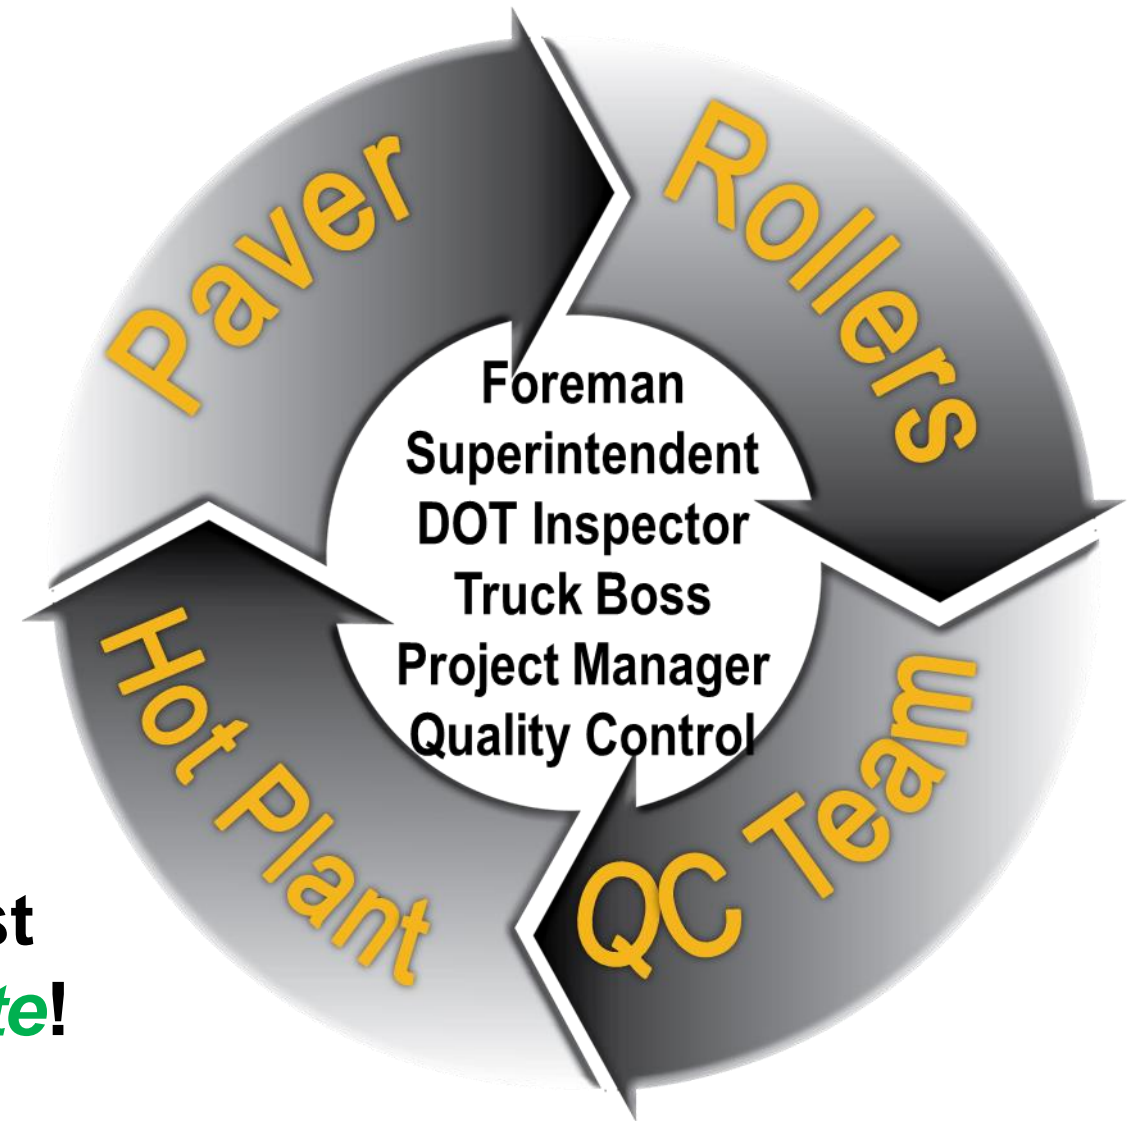 Paver
Rollers
Foreman
Superintendent
DOT Inspector
Truck Boss
Project Manager
Quality Control
Hot Plant
QC Team